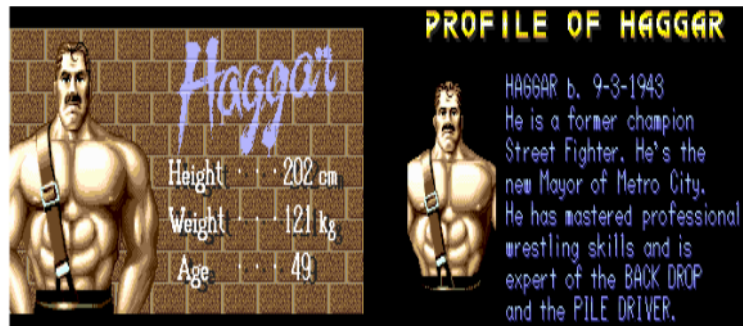 Haggar
Height ・・・202 cm
Weight ・・・121 kg
Age ・・・49
PROFILE OF HAGGAR
HAGGAR b. 9-3-1943
He is a former champion
Street Fighter. He's the
new Mayor of Metro City.
He has mastered professional
wrestling skills and is
expert of the BACK DROP
and the PILE DRIVER.